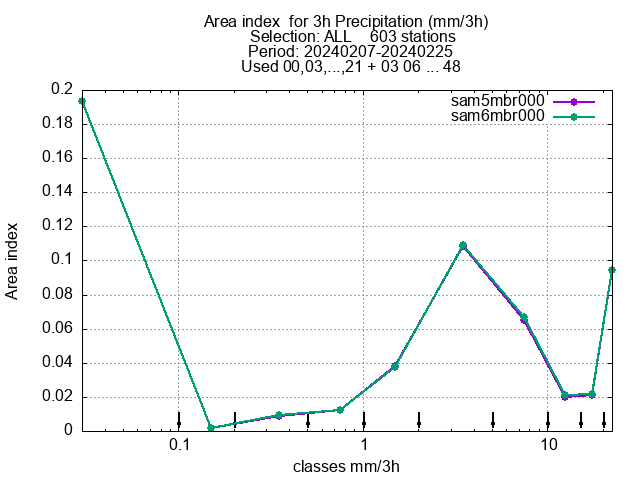 Area index  for 3h Precipitation (mm/3h)
Selection: ALL    603 stations
Period: 20240207-20240225
Used 00,03,...,21 + 03 06 ... 48
sam5mbr000
sam6mbr000
0.2
0.18
0.16
0.14
0.12
0.1
0.08
0.06
0.04
0.02
0
Area index
0.1 1 10
classes mm/3h